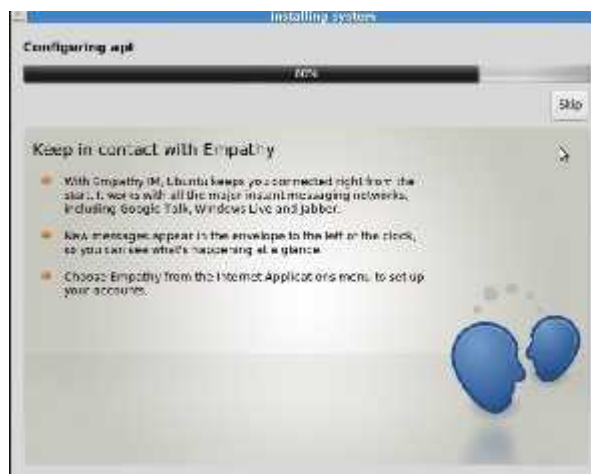 Installing system
Configuring apt
80%
Skip
Keep in contact with Empathy
With Empathy IM, Ubuntu keeps you connected right from the
start. It works with all the major instant messaging networks,
including Google Talk, Windows Live and Jabber.
New messages appear in the envelope to the left of the clock,
so you can see what's happening at a glance.
Choose Empathy from the Internet Applications menu to set up
your accounts.